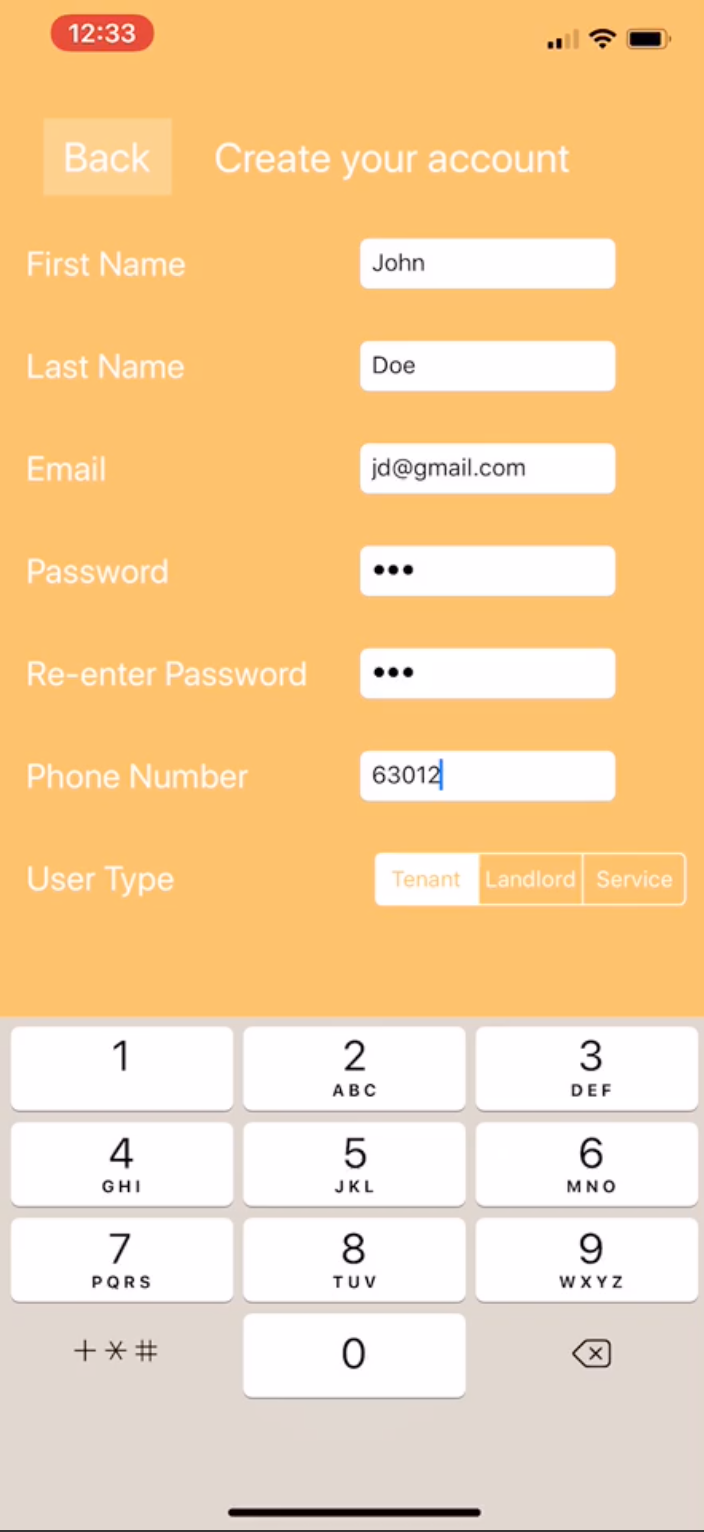 12:33
Back Create your account
First Name John
Last Name Doe
Email jd@gmail.com
Password •••
Re-enter Password •••
Phone Number 63012
User Type Tenant Landlord Service
1 2 3
ABC DEF
4 5 6
GHI JKL MNO
7 8 9
PQRS TUV WXYZ
+*# 0